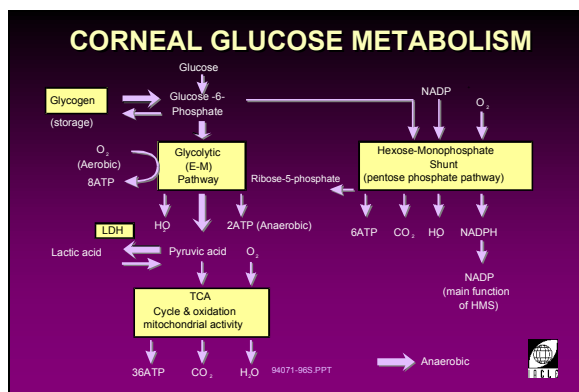 CORNEAL GLUCOSE METABOLISM
Glucose
Glycogen
(storage)
Glucose -6-
Phosphate
NADP
O2
O2
(Aerobic)
8ATP
Glycolytic
(E-M)
Pathway
Ribose-5-phosphate
Hexose-Monophosphate
Shunt
(pentose phosphate pathway)
H2O
2ATP (Anaerobic)
6ATP
CO2
H2O
NADPH
LDH
Lactic acid
Pyruvic acid
O2
NADP
(main function
of HMS)
TCA
Cycle & oxidation
mitochondrial activity
36ATP
CO2
H2O
94071-96S.PPT
Anaerobic
IACLE